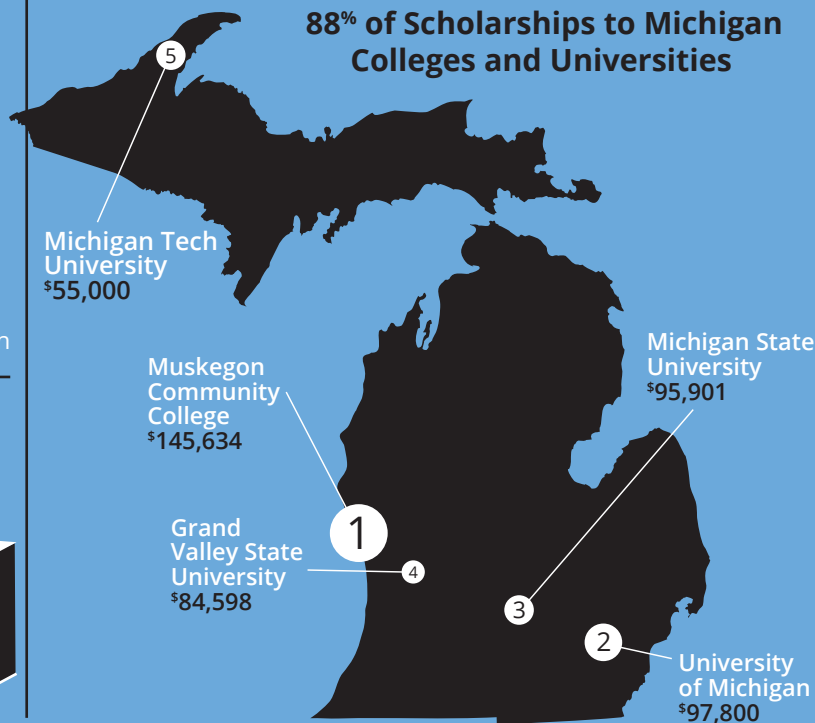 88% of Scholarships to Michigan
Colleges and Universities
5
Michigan Tech
University
$55,000
n
Michigan State
University
$95,901
Muskegon
Community
College
$145,634
1
Grand
Valley State
University
$84,598
4
3
2
University
of Michigan
$97,800